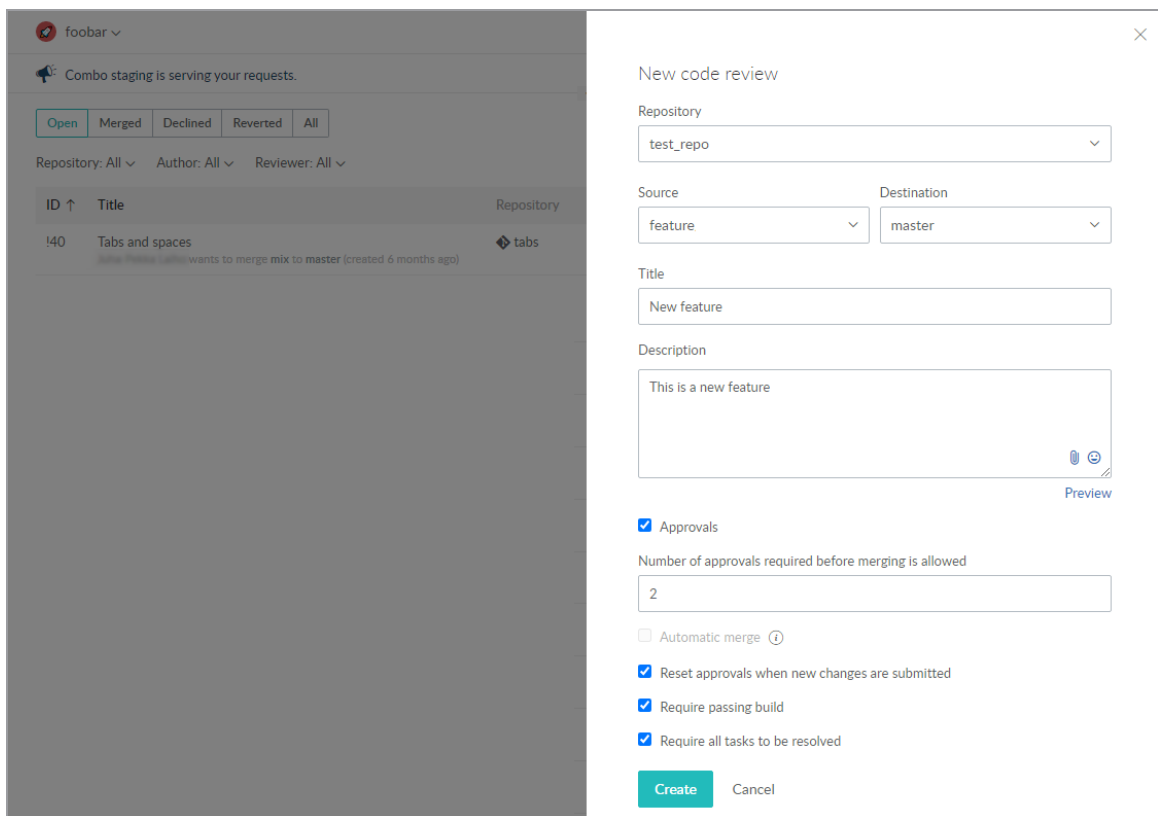 foobar
Combo staging is serving your requests.
Open Merged Declined Reverted All
Repository: All Author: All Reviewer: All
ID ↑ Title Repository
!40 Tabs and spaces tabs
wants to merge mix to master (created 6 months ago)
New code review
Repository
test_repo
Source Destination
feature master
Title
New feature
Description
This is a new feature
Preview
Approvals
Number of approvals required before merging is allowed
2
Automatic merge
Reset approvals when new changes are submitted
Require passing build
Require all tasks to be resolved
Create Cancel